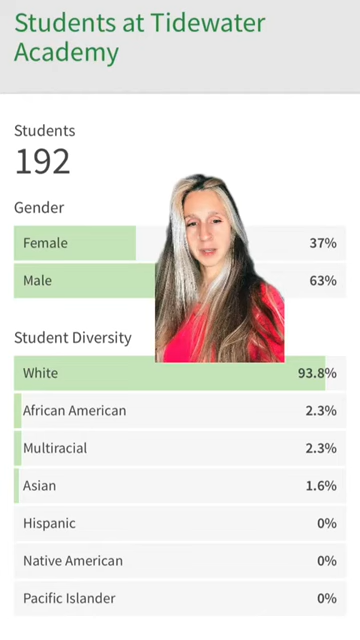 Students at Tidewater
Academy
Students
192
Gender
Female 37%
Male 63%
Student Diversity
White 93.8%
African American 2.3%
Multiracial 2.3%
Asian 1.6%
Hispanic 0%
Native American 0%
Pacific Islander 0%